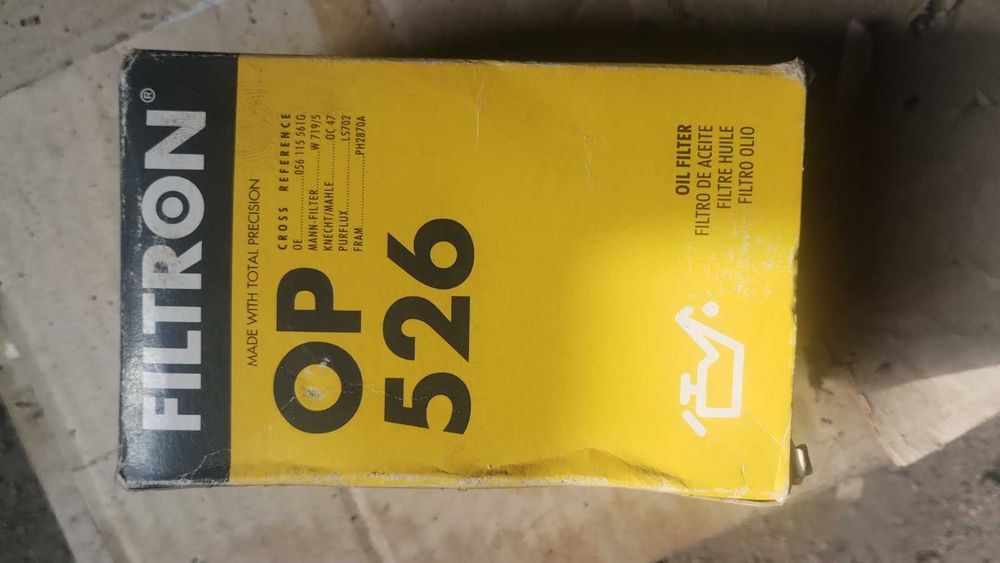 FILTRON®
MADE WITH TOTAL PRECISION
CROSS REFERENCE
OE..............056 115 561G
MANN-FILTER..............W 719/5
KNECHT/MAHLE..............OC 47
PURFLUX..............LS702
FRAM..............PH2870A
OP
526
OIL FILTER
FILTRO DE ACEITE
FILTRE HUILE
FILTRO OLIO